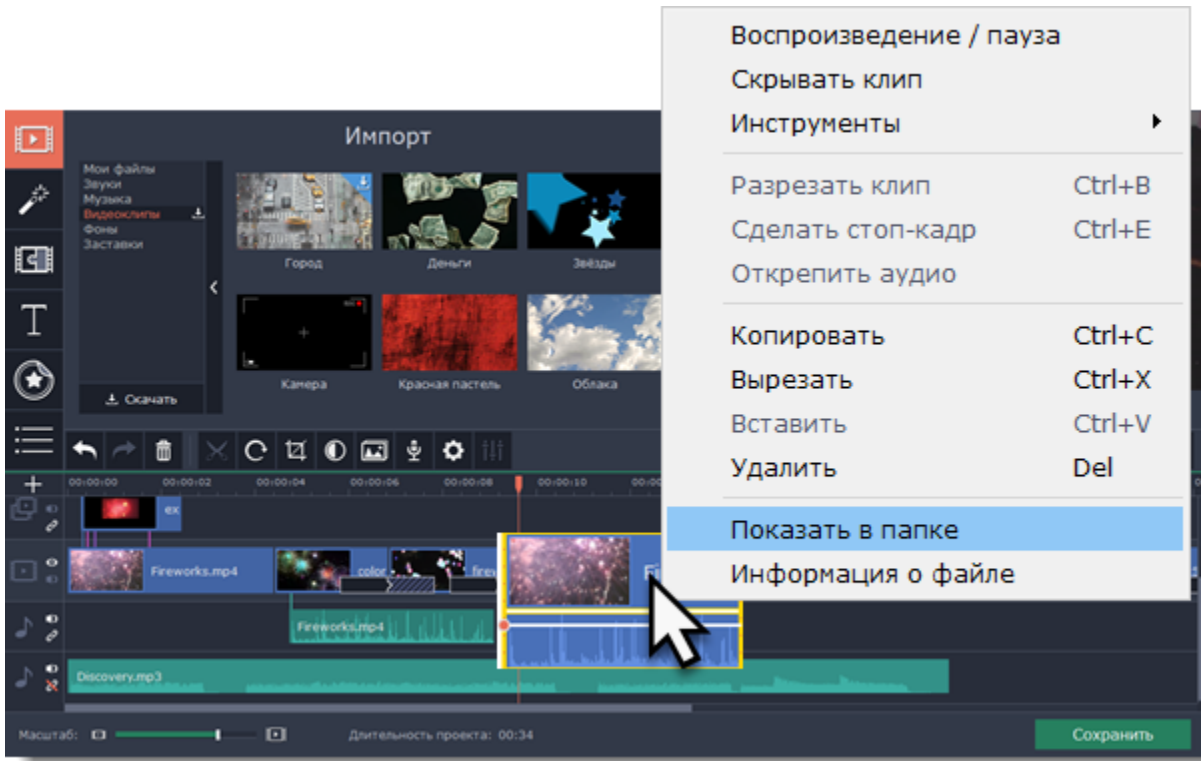 Воспроизведение / пауза
Скрывать клип
Инструменты
Разрезать клип Ctrl+B
Сделать стоп-кадр Ctrl+E
Открепить аудио
Копировать Ctrl+C
Вырезать Ctrl+X
Вставить Ctrl+V
Удалить Del
Показать в папке
Информация о файле
Импорт
Мои файлы
Звуки
Музыка
Видеоклипы
Фоны
Заставки
Скачать
Город Деньги Звёзды
Камера Красная пастель Облака
00:00:00 00:00:02 00:00:04 00:00:06 00:00:08 00:00:10
ex
Fireworks.mp4 color
Fireworks.mp4
Discovery.mp3
Масштаб:
Длительность проекта: 00:34
Сохранить